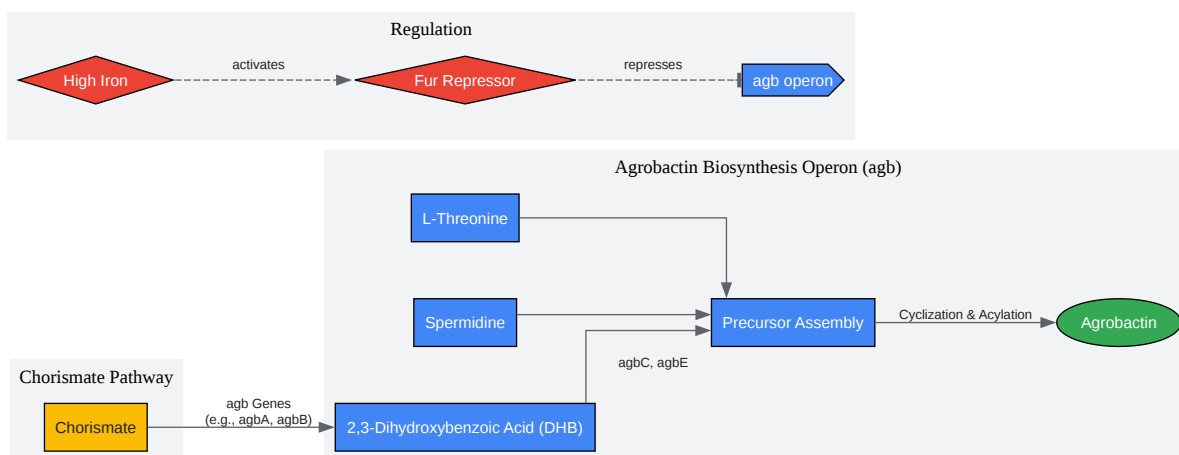 Regulation
High Iron
activates
Fur Repressor
represses
agb operon
Agrobactin Biosynthesis Operon (agb)
L-Threonine
Spermidine
Precursor Assembly
Cyclization & Acylation
Agrobactin
agbC, agbE
Chorismate Pathway
Chorismate
agb Genes
(e.g., agbA, agbB)
2,3-Dihydroxybenzoic Acid (DHB)